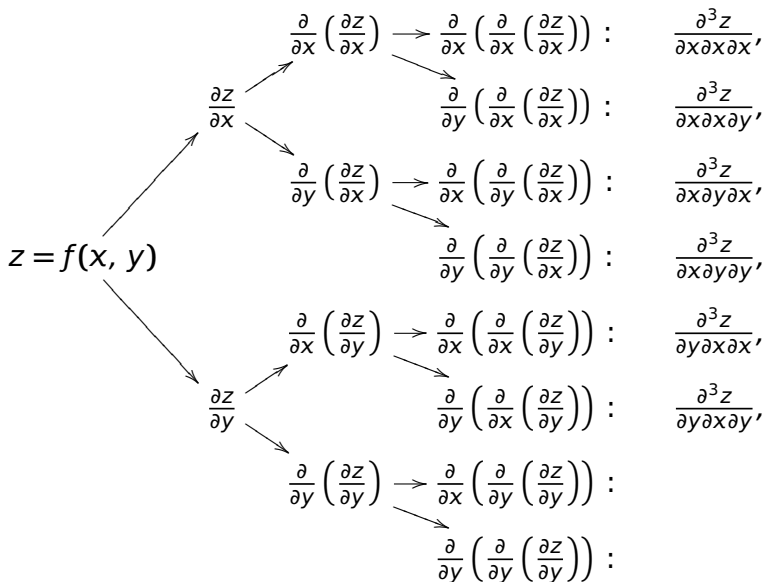 ∂/∂x (∂z/∂x) → ∂/∂x (∂/∂x (∂z/∂x)) : ∂³z/∂x∂x∂x,
∂z/∂x
∂/∂y (∂/∂x (∂z/∂x)) : ∂³z/∂x∂x∂y,
∂/∂y (∂z/∂x) → ∂/∂x (∂/∂y (∂z/∂x)) : ∂³z/∂x∂y∂x,
z = f(x, y)
∂/∂y (∂/∂y (∂z/∂x)) : ∂³z/∂x∂y∂y,
∂/∂x (∂z/∂y) → ∂/∂x (∂/∂x (∂z/∂y)) : ∂³z/∂y∂x∂x,
∂z/∂y
∂/∂y (∂/∂x (∂z/∂y)) : ∂³z/∂y∂x∂y,
∂/∂y (∂z/∂y) → ∂/∂x (∂/∂y (∂z/∂y)) :
∂/∂y (∂/∂y (∂z/∂y)) :